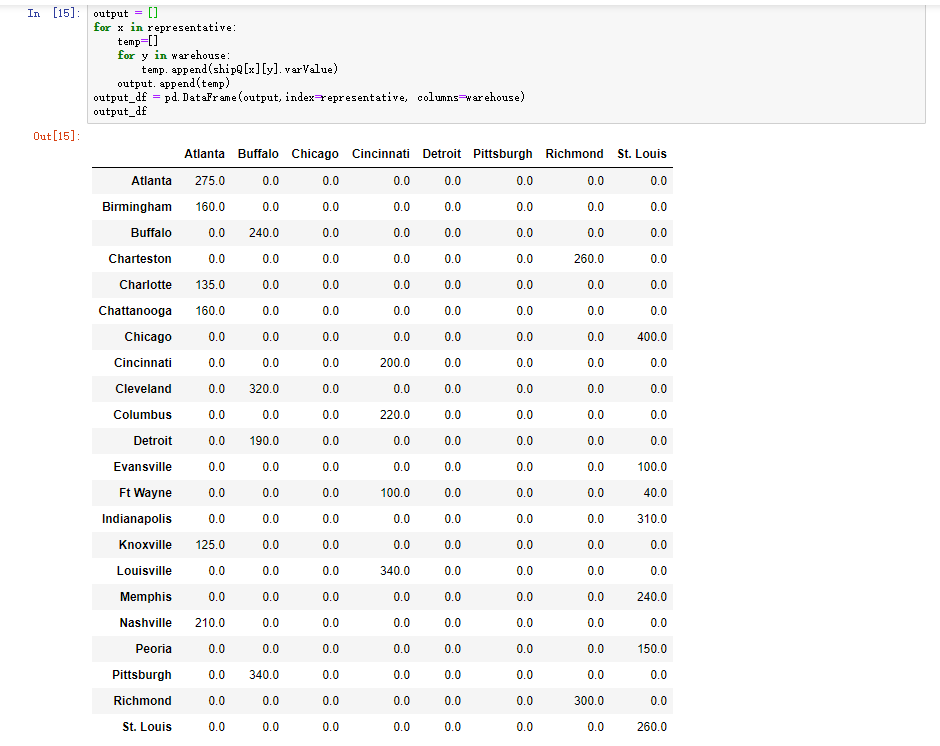 In [15]: output = []
for x in representative:
temp=[]
for y in warehouse:
temp.append(shipQ[x][y].varValue)
output.append(temp)
output_df = pd.DataFrame(output,index=representative, columns=warehouse)
output_df
Out[15]:
Atlanta Buffalo Chicago Cincinnati Detroit Pittsburgh Richmond St. Louis
Atlanta 275.0 0.0 0.0 0.0 0.0 0.0 0.0 0.0
Birmingham 160.0 0.0 0.0 0.0 0.0 0.0 0.0 0.0
Buffalo 0.0 240.0 0.0 0.0 0.0 0.0 0.0 0.0
Charteston 0.0 0.0 0.0 0.0 0.0 0.0 260.0 0.0
Charlotte 135.0 0.0 0.0 0.0 0.0 0.0 0.0 0.0
Chattanooga 160.0 0.0 0.0 0.0 0.0 0.0 0.0 0.0
Chicago 0.0 0.0 0.0 0.0 0.0 0.0 0.0 400.0
Cincinnati 0.0 0.0 0.0 200.0 0.0 0.0 0.0 0.0
Cleveland 0.0 320.0 0.0 0.0 0.0 0.0 0.0 0.0
Columbus 0.0 0.0 0.0 220.0 0.0 0.0 0.0 0.0
Detroit 0.0 190.0 0.0 0.0 0.0 0.0 0.0 0.0
Evansville 0.0 0.0 0.0 0.0 0.0 0.0 0.0 100.0
Ft Wayne 0.0 0.0 0.0 100.0 0.0 0.0 0.0 40.0
Indianapolis 0.0 0.0 0.0 0.0 0.0 0.0 0.0 310.0
Knoxville 125.0 0.0 0.0 0.0 0.0 0.0 0.0 0.0
Louisville 0.0 0.0 0.0 340.0 0.0 0.0 0.0 0.0
Memphis 0.0 0.0 0.0 0.0 0.0 0.0 0.0 240.0
Nashville 210.0 0.0 0.0 0.0 0.0 0.0 0.0 0.0
Peoria 0.0 0.0 0.0 0.0 0.0 0.0 0.0 150.0
Pittsburgh 0.0 340.0 0.0 0.0 0.0 0.0 0.0 0.0
Richmond 0.0 0.0 0.0 0.0 0.0 0.0 300.0 0.0
St. Louis 0.0 0.0 0.0 0.0 0.0 0.0 0.0 260.0